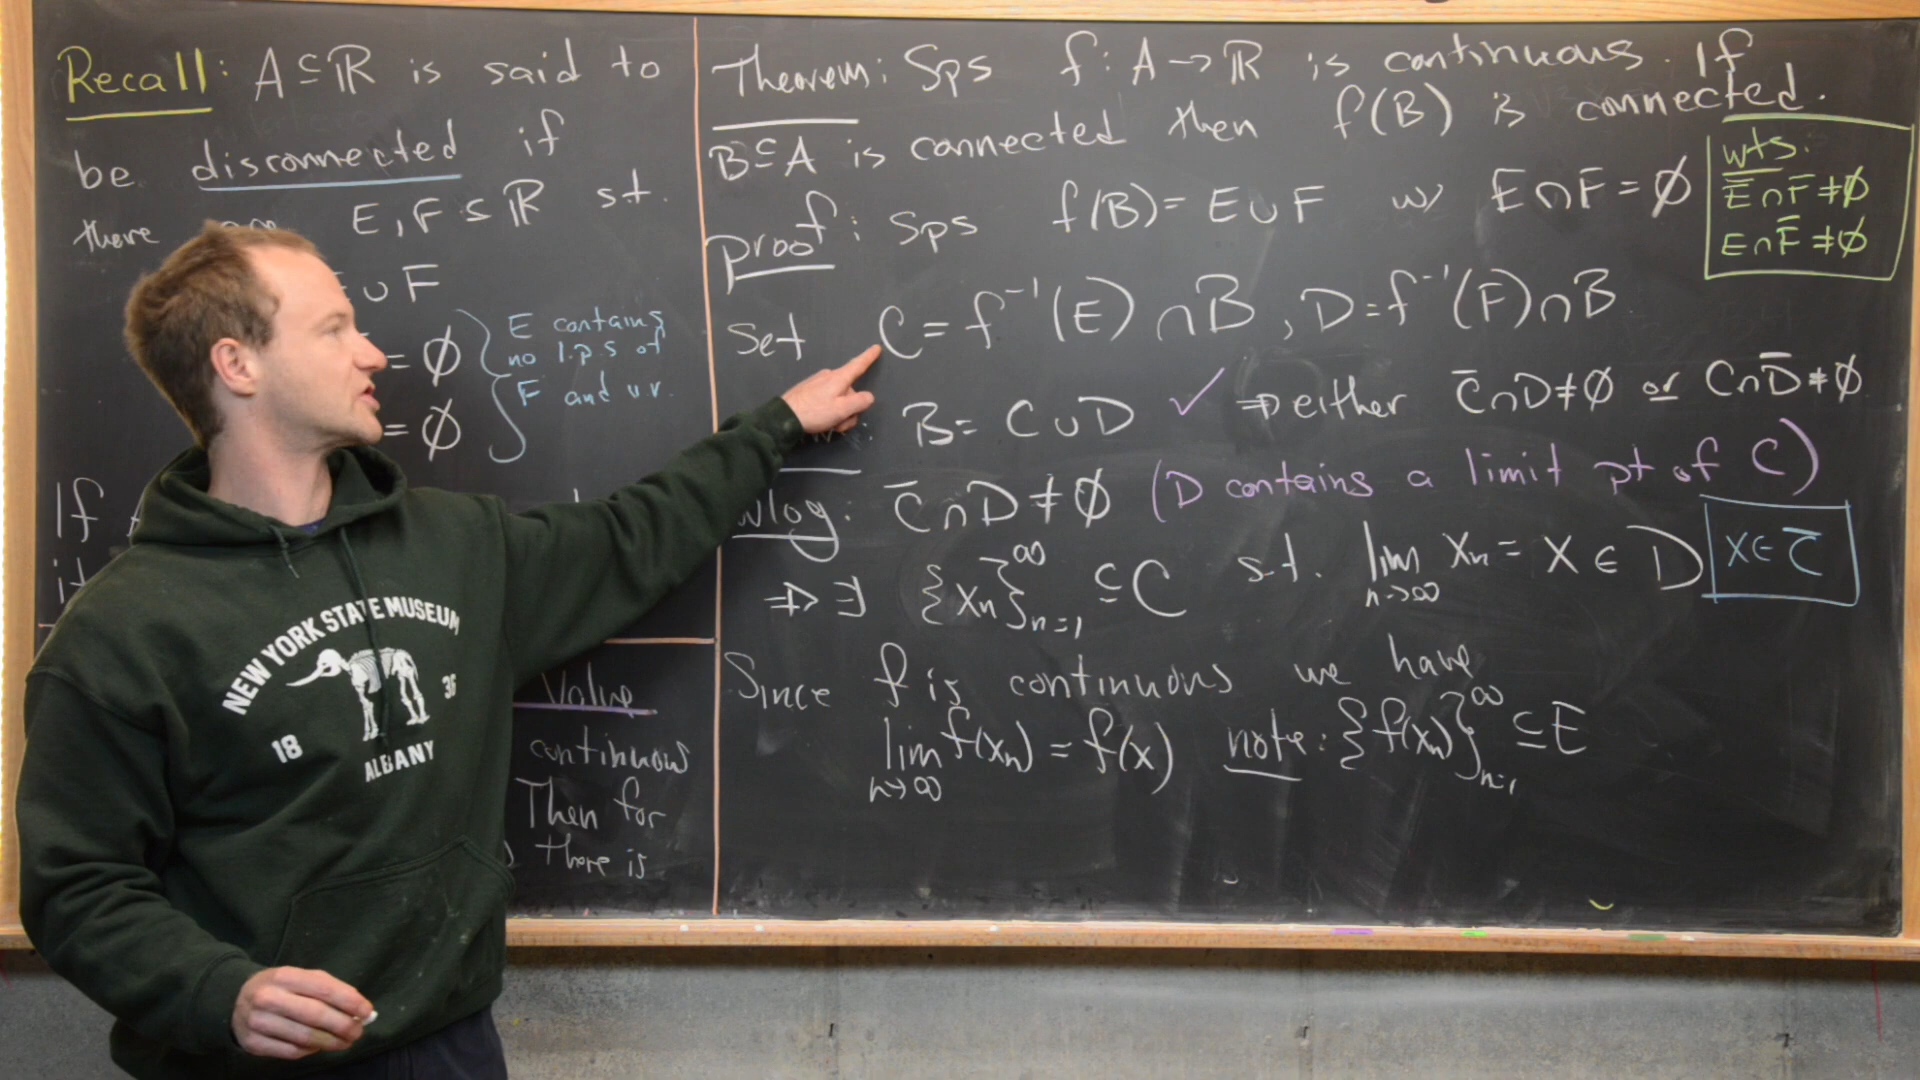 Recall: A ⊆ ℝ is said to
be disconnected if
there E, F ⊆ ℝ s.t.
∪ F
= ∅
= ∅
E contains
no l.p.s of
F and v.v.
If
it
Value
continuous
Then for
there is
Theorem: Sps f: A → ℝ is continuous. If
B ⊆ A is connected then f(B) is connected.
Proof: Sps f(B) = E ∪ F w/ E ∩ F = ∅
wts:
E̅ ∩ F ≠ ∅
E ∩ F̅ ≠ ∅
Set C = f⁻¹(E) ∩ B, D = f⁻¹(F) ∩ B
B = C ∪ D ✓ ⇒ either C̅ ∩ D ≠ ∅ or C ∩ D̅ ≠ ∅
wlog: C̅ ∩ D ≠ ∅ (D contains a limit pt of C)
⇒ ∃ {xₙ}_{n=1}^∞ ⊆ C s.t. lim_{n→∞} xₙ = x ∈ D
x ∈ C̅
Since f is continuous we have
lim_{n→∞} f(xₙ) = f(x) note: {f(xₙ)}_{n=1}^∞ ⊆ E
NEW YORK STATE MUSEUM
18 36
ALBANY